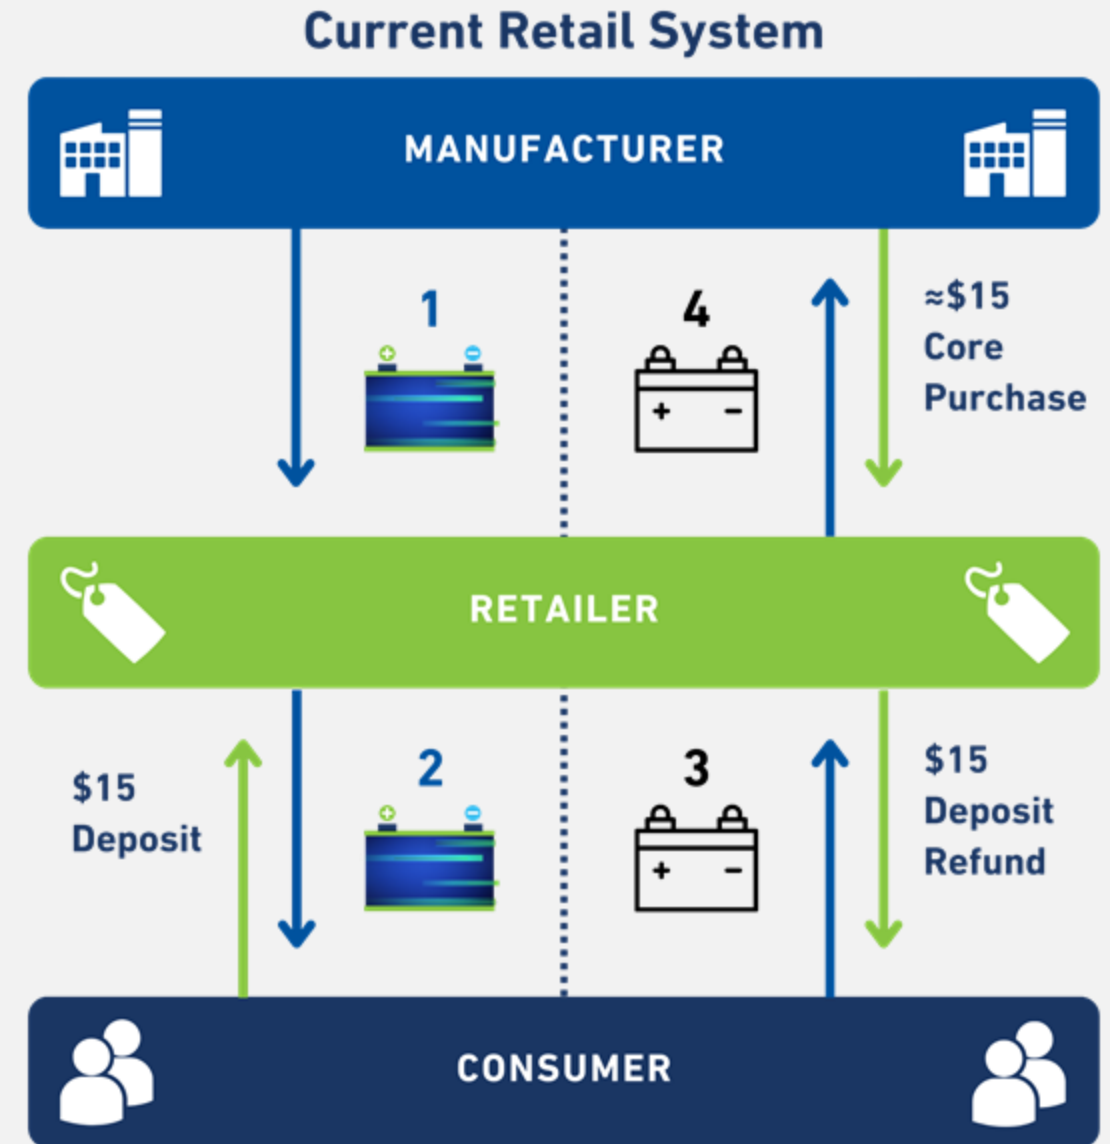 Current Retail System
MANUFACTURER
1
4
≈$15
Core
Purchase
RETAILER
$15
Deposit
2
3
$15
Deposit
Refund
CONSUMER